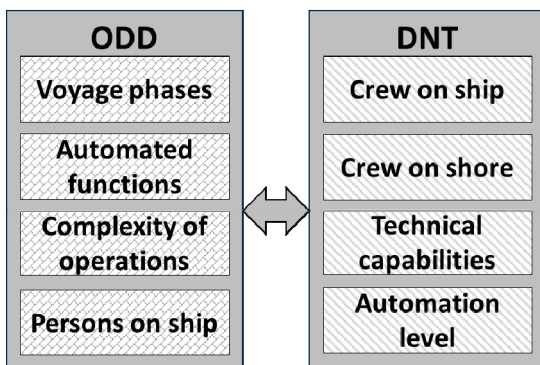 ODD
Voyage phases
Automated
functions
Complexity of
operations
Persons on ship
DNT
Crew on ship
Crew on shore
Technical
capabilities
Automation
level